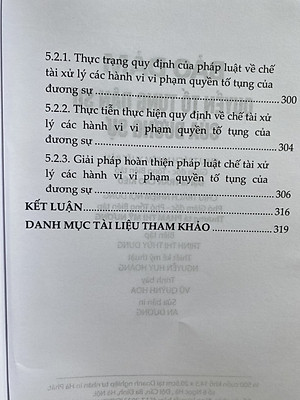 5.2.1. Thực trạng quy định của pháp luật về chế
tài xử lý các hành vi vi phạm quyền tố tụng của
đương sự 300
5.2.2. Thực tiễn thực hiện quy định về chế tài xử
lý các hành vi vi phạm quyền tố tụng của
đương sự 304
5.2.3. Giải pháp hoàn thiện pháp luật chế tài xử
lý các hành vi vi phạm quyền tố tụng của
đương sự 306
KẾT LUẬN 316
DANH MỤC TÀI LIỆU THAM KHẢO 319